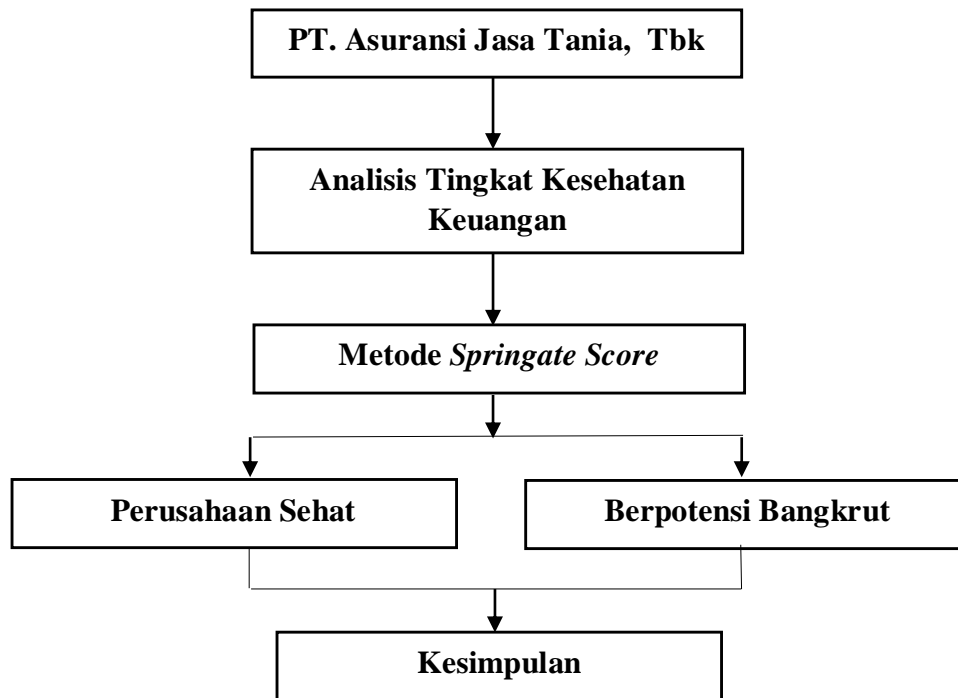 PT. Asuransi Jasa Tania, Tbk
Analisis Tingkat Kesehatan
Keuangan
Metode Springate Score
Perusahaan Sehat
Berpotensi Bangkrut
Kesimpulan